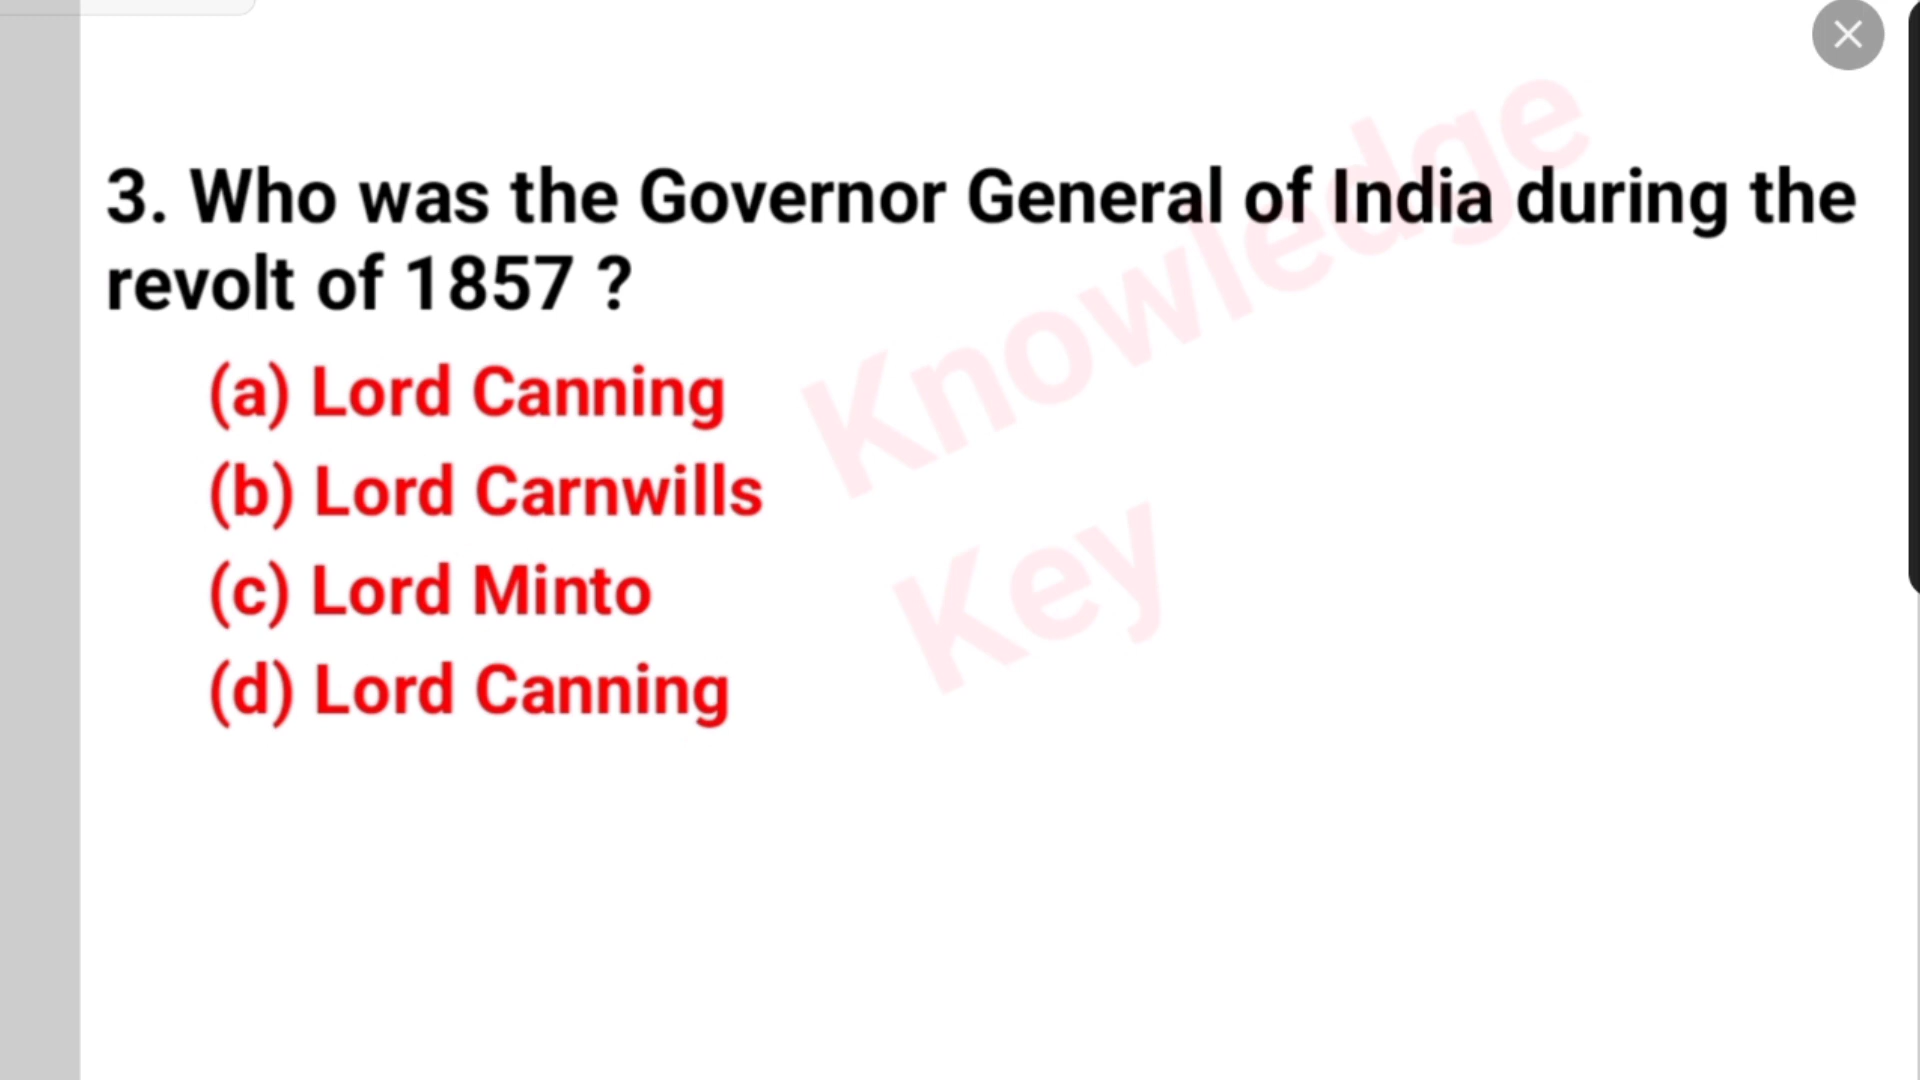 3. Who was the Governor General of India during the
revolt of 1857 ?
(a) Lord Canning
(b) Lord Carnwills
(c) Lord Minto
(d) Lord Canning
Knowledge
Key